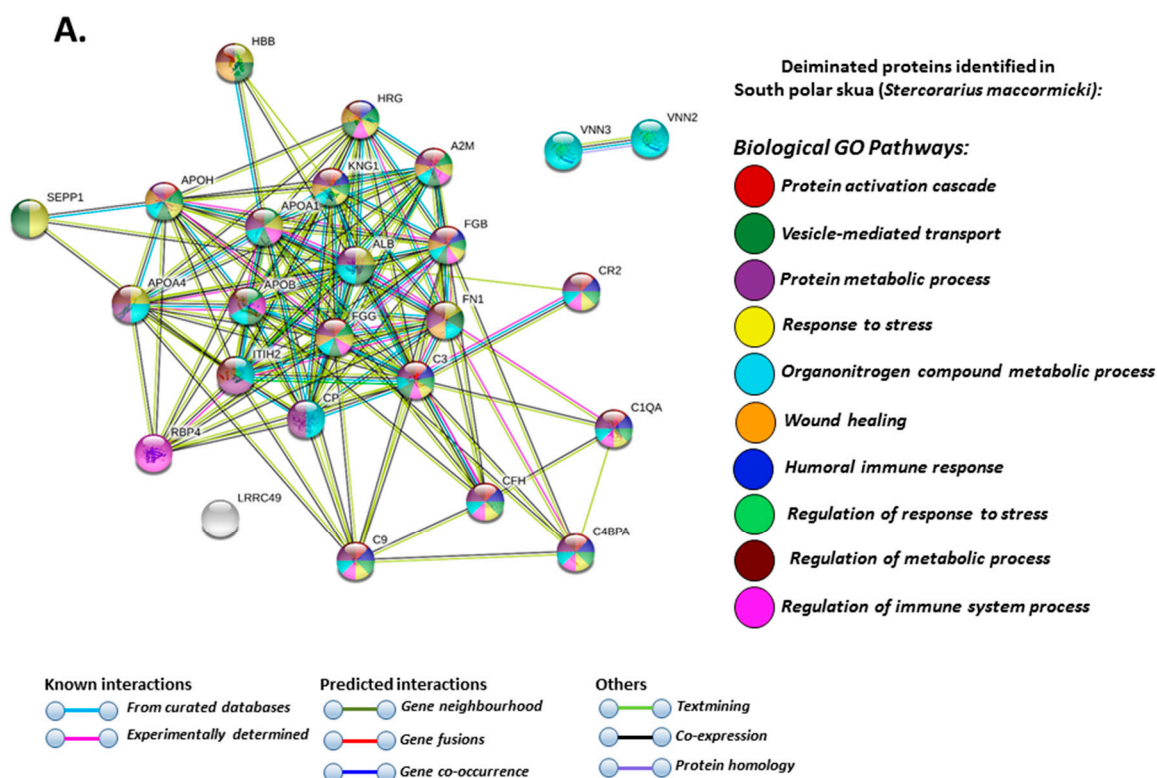 A.
HBB
HRG
VNN3
VNN2
A2M
KNG1
APOH
SEPP1
APOA1
FGB
ALB
CR2
APOA4
APOB
FN1
FGG
ITIH2
C3
CP
C1QA
RBP4
CFH
LRRC49
C4BPA
C9
Deiminated proteins identified in
South polar skua (Stercorarius maccormicki):
Biological GO Pathways:
Protein activation cascade
Vesicle-mediated transport
Protein metabolic process
Response to stress
Organonitrogen compound metabolic process
Wound healing
Humoral immune response
Regulation of response to stress
Regulation of metabolic process
Regulation of immune system process
Known interactions
From curated databases
Experimentally determined
Predicted interactions
Gene neighbourhood
Gene fusions
Gene co-occurrence
Others
Textmining
Co-expression
Protein homology